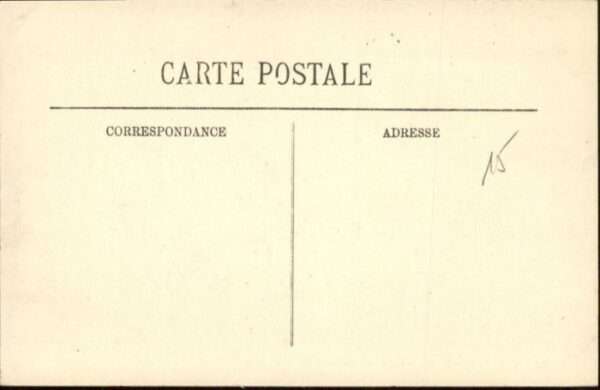 CARTE POSTALE
CORRESPONDANCE
ADRESSE
15